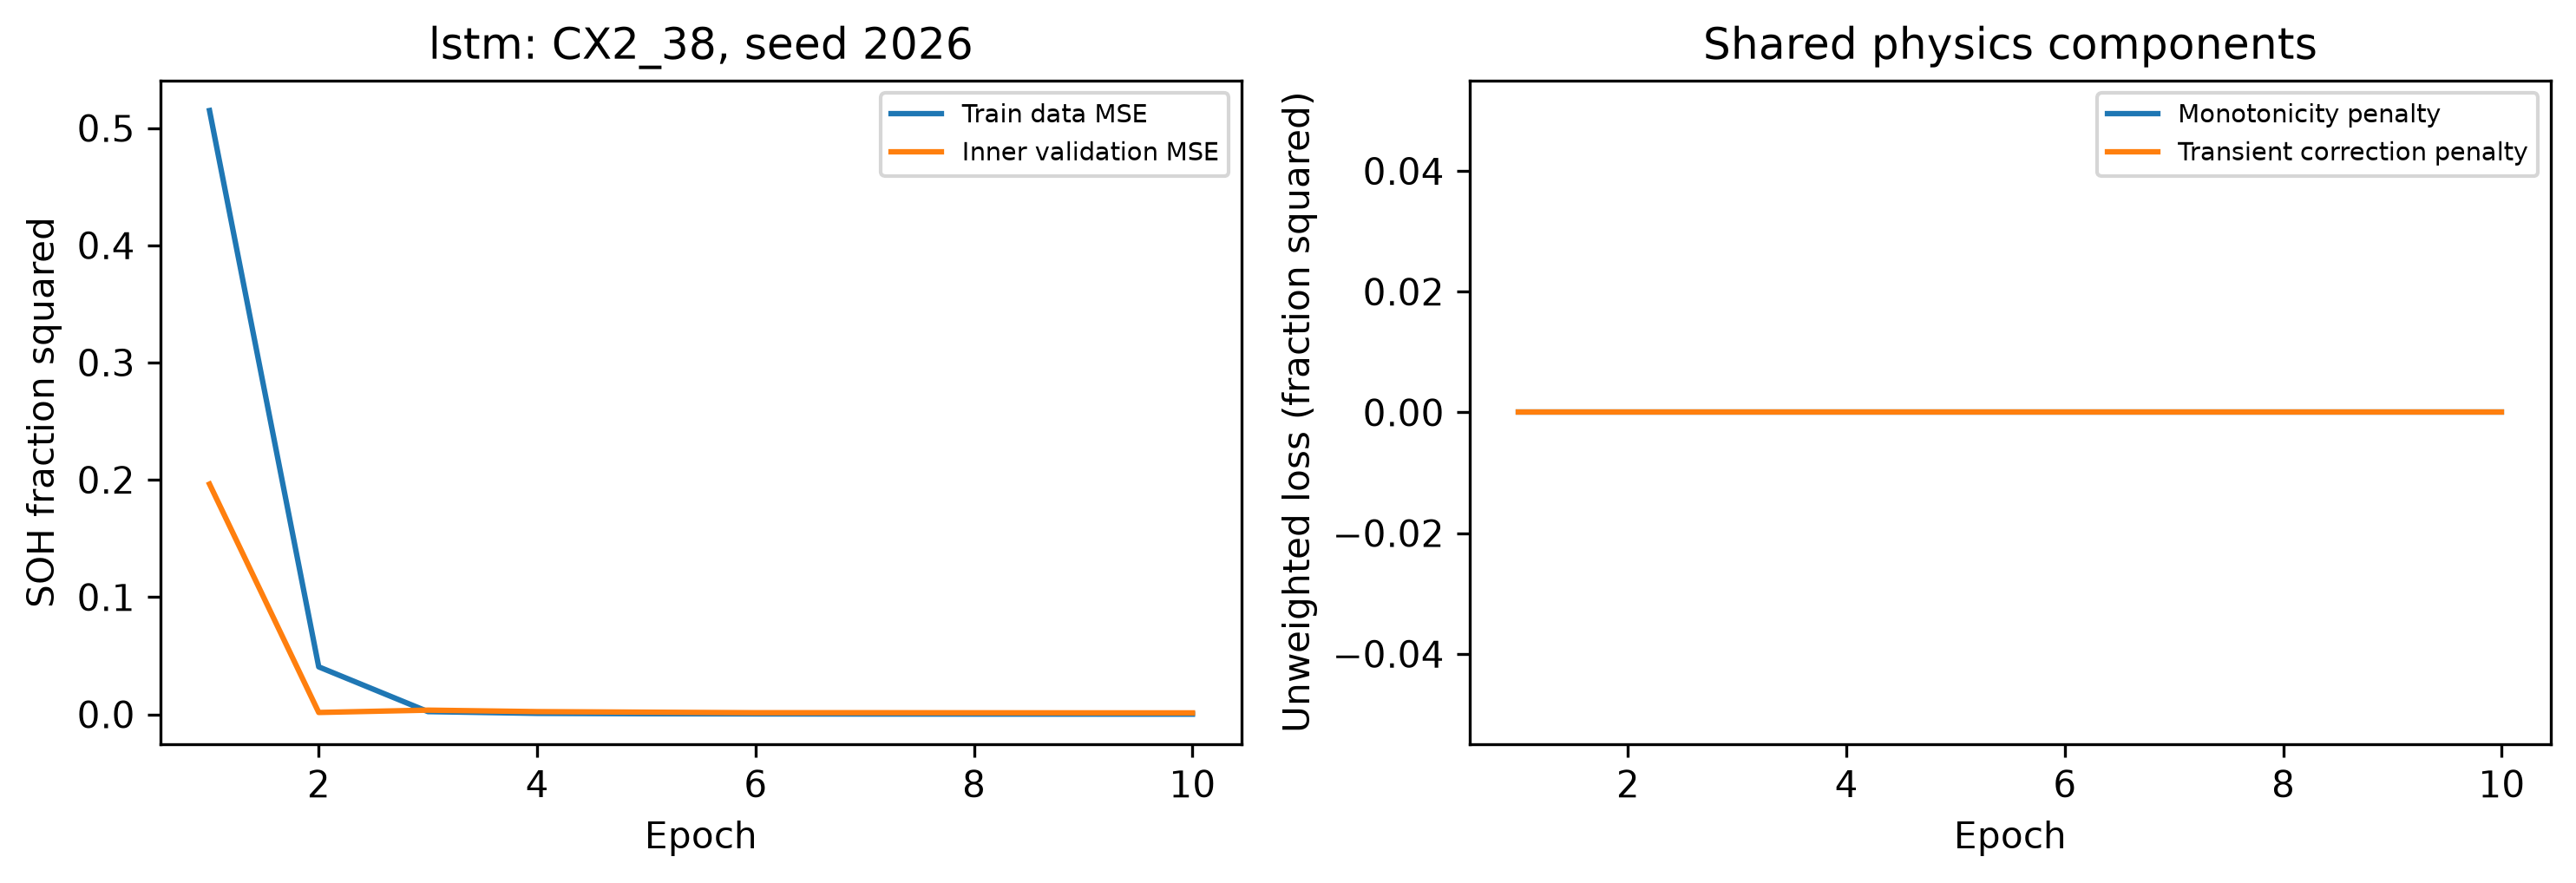 lstm: CX2_38, seed 2026
SOH fraction squared
0.5
0.4
0.3
0.2
0.1
0.0
Train data MSE
Inner validation MSE
2 4 6 8 10
Epoch
Shared physics components
Unweighted loss (fraction squared)
0.04
0.02
0.00
−0.02
−0.04
Monotonicity penalty
Transient correction penalty
2 4 6 8 10
Epoch